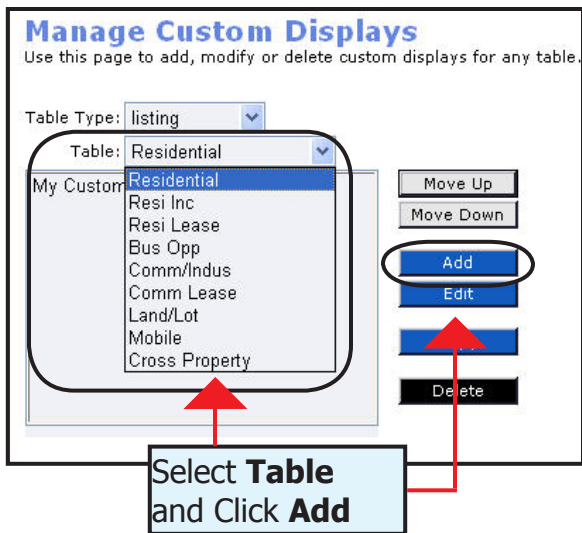 Manage Custom Displays
Use this page to add, modify or delete custom displays for any table.
Table Type: listing
Table: Residential
My Custom
Residential
Resi Inc
Resi Lease
Bus Opp
Comm/Indus
Comm Lease
Land/Lot
Mobile
Cross Property
Move Up
Move Down
Add
Edit
Delete
Select Table
and Click Add